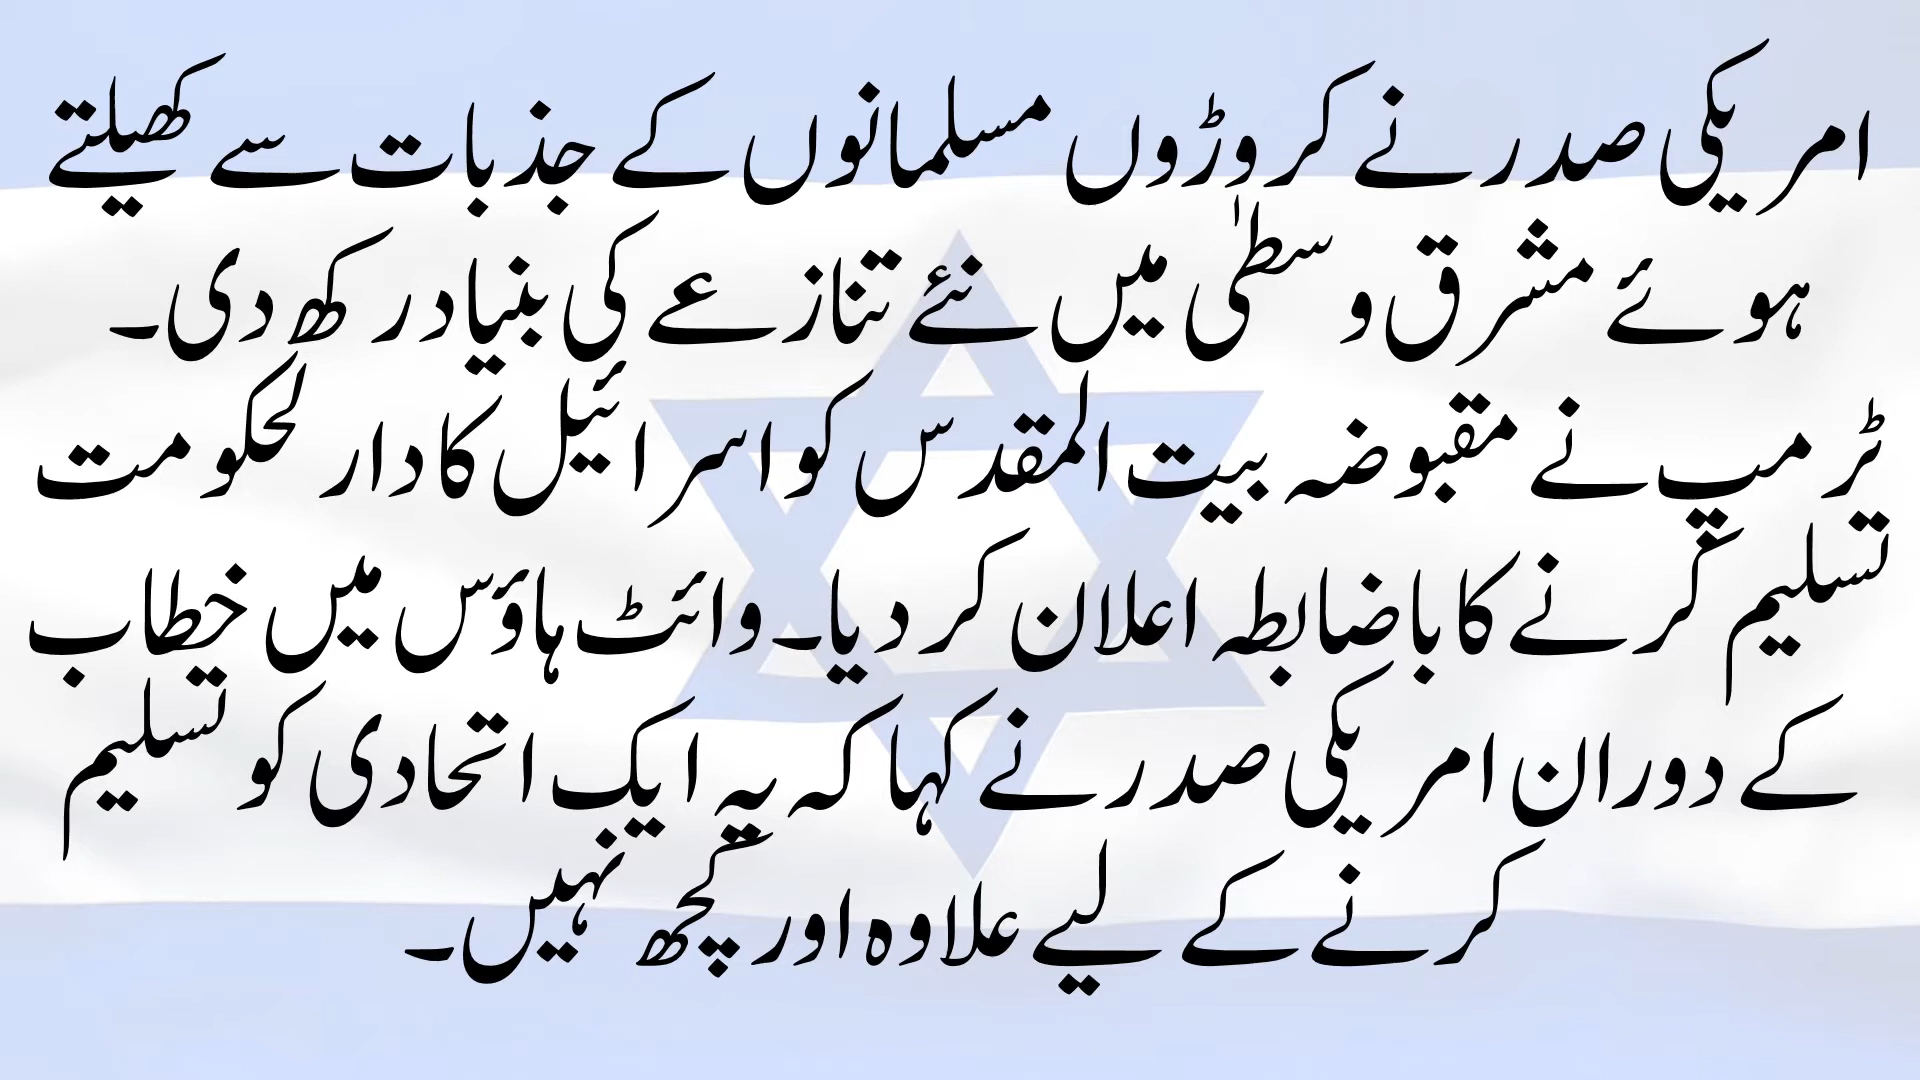 امریکی صدر نے کروڑوں مسلمانوں کے جذبات سے کھیلتے
ہوئے مشرق وسطیٰ میں نئے تنازعے کی بنیاد رکھ دی۔
ٹرمپ نے مقبوضہ بیت المقدس کو اسرائیل کا دارلحکومت
تسلیم کرنے کا باضابطہ اعلان کر دیا۔ وائٹ ہاؤس میں خطاب
کے دوران امریکی صدر نے کہا کہ یہ ایک اتحادی کو تسلیم
کرنے کے لیے علاوہ اور کچھ نہیں۔